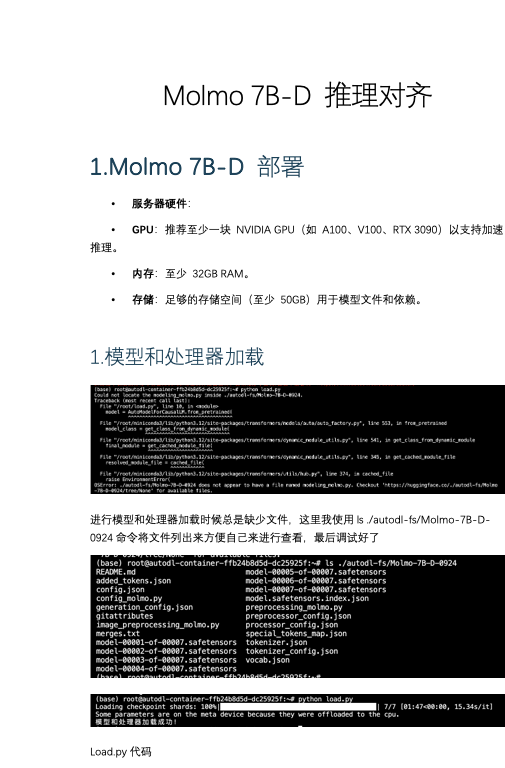 Molmo 7B-D 推理对齐
1.Molmo 7B-D 部署
• 服务器硬件：
• GPU：推荐至少一块 NVIDIA GPU（如 A100、V100、RTX 3090）以支持加速
推理。
• 内存：至少 32GB RAM。
• 存储：足够的存储空间（至少 50GB）用于模型文件和依赖。
1.模型和处理器加载
(base) root@autodl-container-ffb24b8d5d-dc25925f:~# python load.py
Could not locate the modeling_molmo.py inside ./autodl-fs/Molmo-7B-D-0924.
Traceback (most recent call last):
File "/root/load.py", line 10, in <module>
model = AutoModelForCausalLM.from_pretrained(
^^^^^^^^^^^^^^^^^^^^^^^^^^^^^^^^^^^^^
File "/root/miniconda3/lib/python3.12/site-packages/transformers/models/auto/auto_factory.py", line 553, in from_pretrained
model_class = get_class_from_dynamic_module(
^^^^^^^^^^^^^^^^^^^^^^^^^^^^^^
File "/root/miniconda3/lib/python3.12/site-packages/transformers/dynamic_module_utils.py", line 541, in get_class_from_dynamic_module
final_module = get_cached_module_file(
^^^^^^^^^^^^^^^^^^^^^^^
File "/root/miniconda3/lib/python3.12/site-packages/transformers/dynamic_module_utils.py", line 345, in get_cached_module_file
resolved_module_file = cached_file(
^^^^^^^^^^^^
File "/root/miniconda3/lib/python3.12/site-packages/transformers/utils/hub.py", line 374, in cached_file
raise EnvironmentError(
OSError: ./autodl-fs/Molmo-7B-D-0924 does not appear to have a file named modeling_molmo.py. Checkout 'https://huggingface.co/./autodl-fs/Molmo
-7B-D-0924/tree/None' for available files.
进行模型和处理器加载时候总是缺少文件，这里我使用 ls ./autodl-fs/Molmo-7B-D-
0924 命令将文件列出来方便自己来进行查看，最后调试好了
-7B-D-0924/tree/None' for available files.
(base) root@autodl-container-ffb24b8d5d-dc25925f:~# ls ./autodl-fs/Molmo-7B-D-0924
README.md model-00005-of-00007.safetensors
added_tokens.json model-00006-of-00007.safetensors
config.json model-00007-of-00007.safetensors
config_molmo.py model.safetensors.index.json
generation_config.json preprocessing_molmo.py
gitattributes preprocessor_config.json
image_preprocessing_molmo.py processor_config.json
merges.txt special_tokens_map.json
model-00001-of-00007.safetensors tokenizer.json
model-00002-of-00007.safetensors tokenizer_config.json
model-00003-of-00007.safetensors vocab.json
model-00004-of-00007.safetensors
(base) root@autodl-container-ffb24b8d5d-dc25925f:~#
(base) root@autodl-container-ffb24b8d5d-dc25925f:~# python load.py
Loading checkpoint shards: 100%| | 7/7 [01:47<00:00, 15.34s/it]
Some parameters are on the meta device because they were offloaded to the cpu.
模型和处理器加载成功！
Load.py 代码